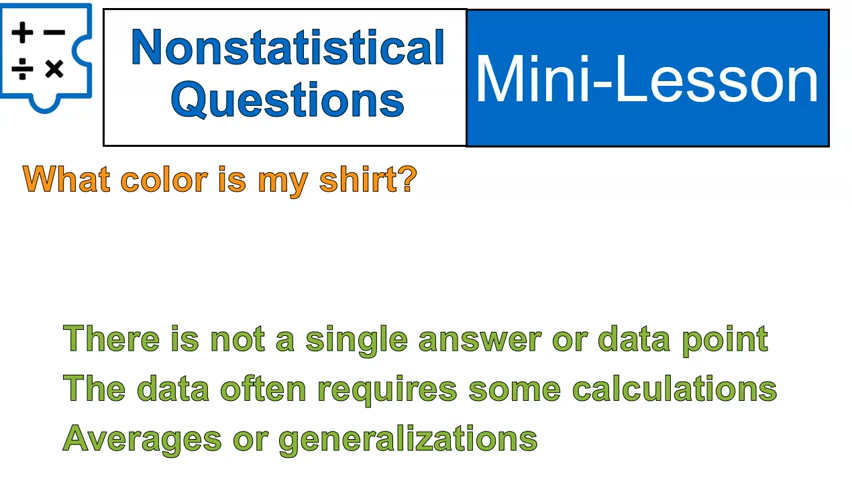 + −
÷ ×
Nonstatistical
Questions
Mini-Lesson
What color is my shirt?
There is not a single answer or data point
The data often requires some calculations
Averages or generalizations